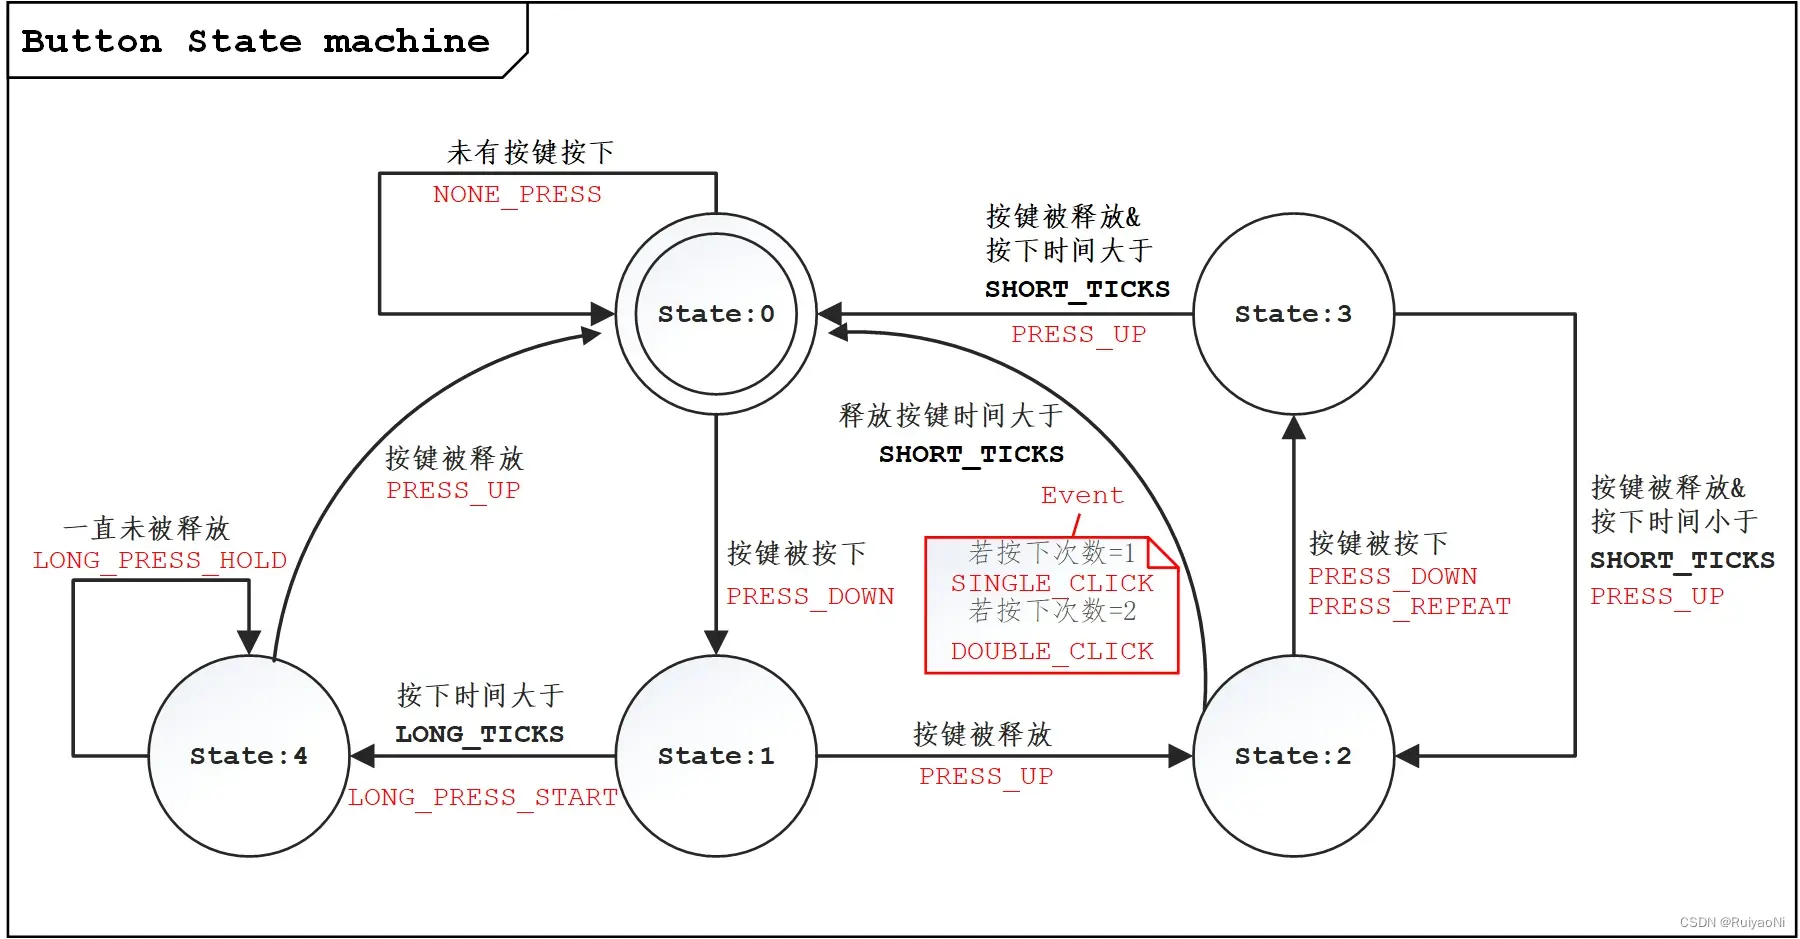 Button State machine
未有按键按下
NONE_PRESS
按键被释放&
按下时间大于
SHORT_TICKS
PRESS_UP
State:0
State:3
释放按键时间大于
SHORT_TICKS
按键被释放
PRESS_UP
Event
若按下次数=1
SINGLE_CLICK
若按下次数=2
DOUBLE_CLICK
一直未被释放
LONG_PRESS_HOLD
按键被按下
PRESS_DOWN
按键被按下
PRESS_DOWN
PRESS_REPEAT
按键被释放&
按下时间小于
SHORT_TICKS
PRESS_UP
按下时间大于
LONG_TICKS
LONG_PRESS_START
按键被释放
PRESS_UP
State:4
State:1
State:2
CSDN @RuiyaoNi